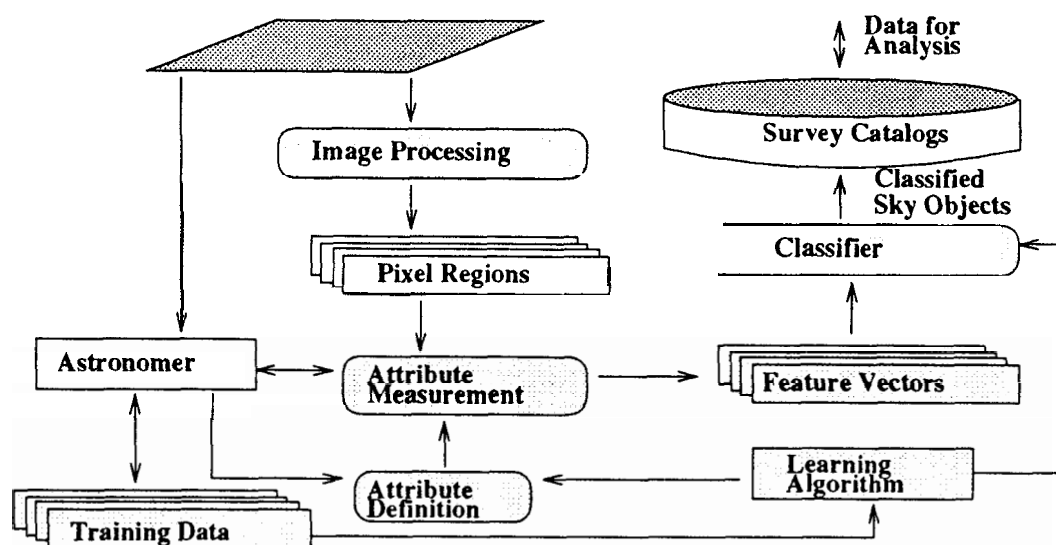 Data for
Analysis
Image Processing
Survey Catalogs
Classified
Sky Objects
Pixel Regions
Classifier
Astronomer
Attribute
Measurement
Feature Vectors
Attribute
Definition
Learning
Algorithm
Training Data